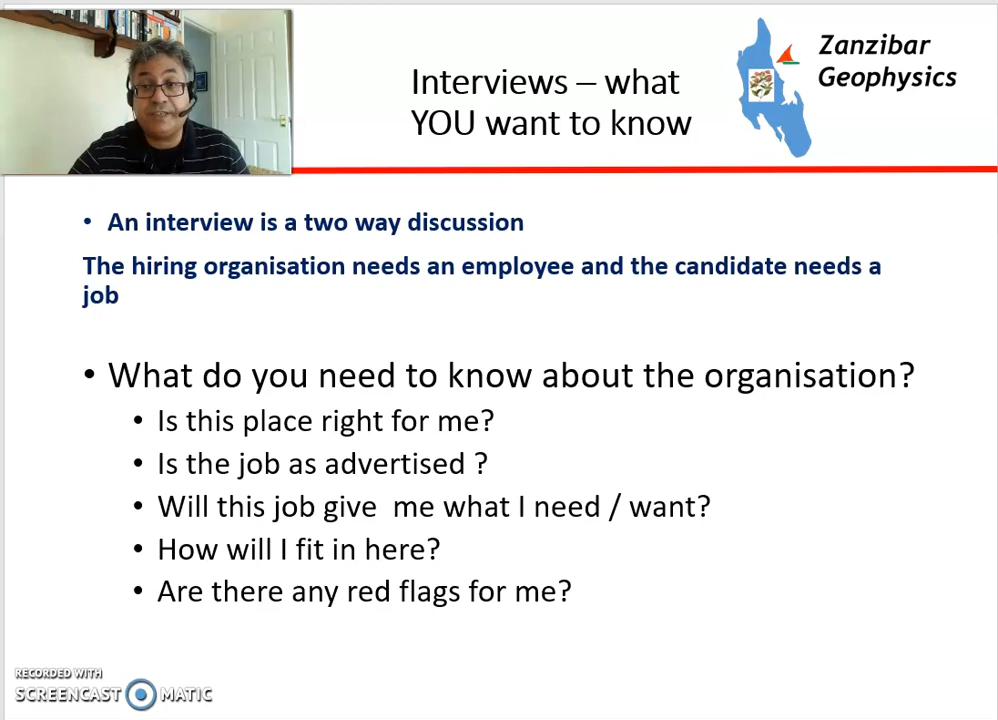 Interviews – what
YOU want to know
Zanzibar
Geophysics
• An interview is a two way discussion
The hiring organisation needs an employee and the candidate needs a
job
• What do you need to know about the organisation?
• Is this place right for me?
• Is the job as advertised ?
• Will this job give  me what I need / want?
• How will I fit in here?
• Are there any red flags for me?
RECORDED WITH
SCREENCAST MATIC